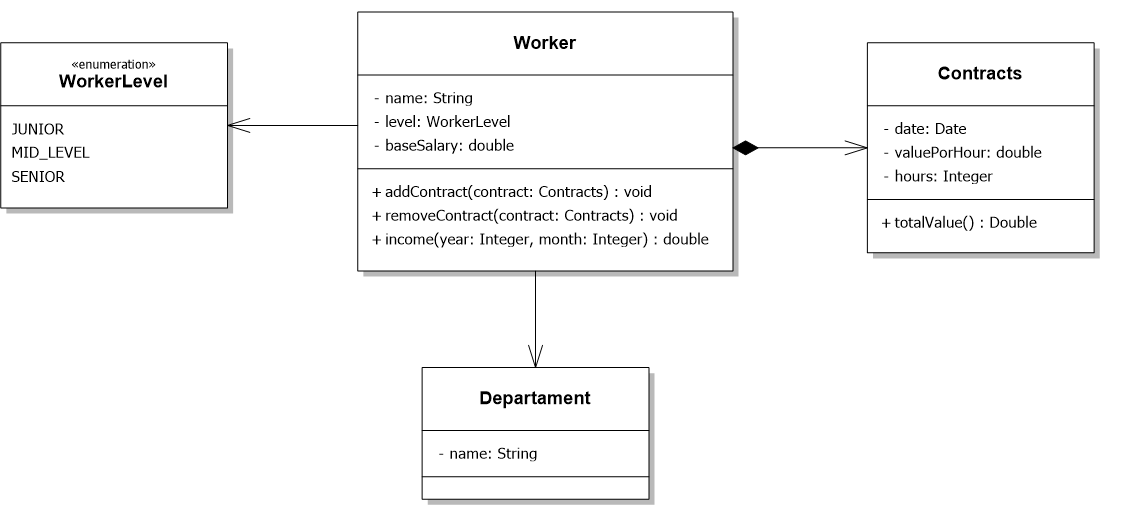 «enumeration»
WorkerLevel
JUNIOR
MID_LEVEL
SENIOR
Worker
- name: String
- level: WorkerLevel
- baseSalary: double
+ addContract(contract: Contracts) : void
+ removeContract(contract: Contracts) : void
+ income(year: Integer, month: Integer) : double
Contracts
- date: Date
- valuePorHour: double
- hours: Integer
+ totalValue() : Double
Departament
- name: String